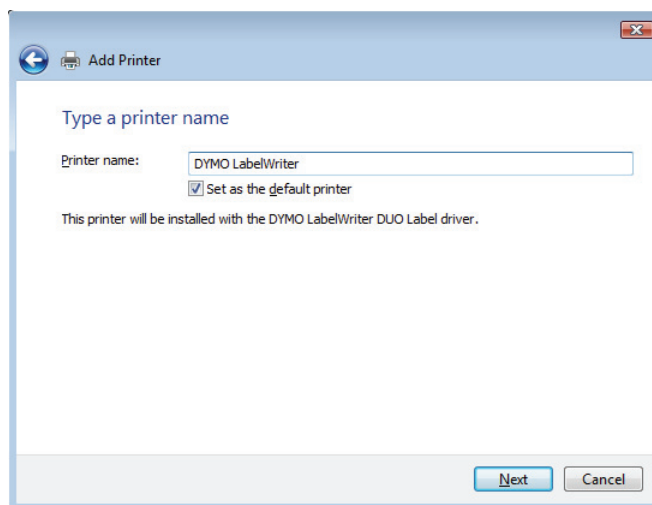 Add Printer
Type a printer name
Printer name: DYMO LabelWriter
Set as the default printer
This printer will be installed with the DYMO LabelWriter DUO Label driver.
Next Cancel